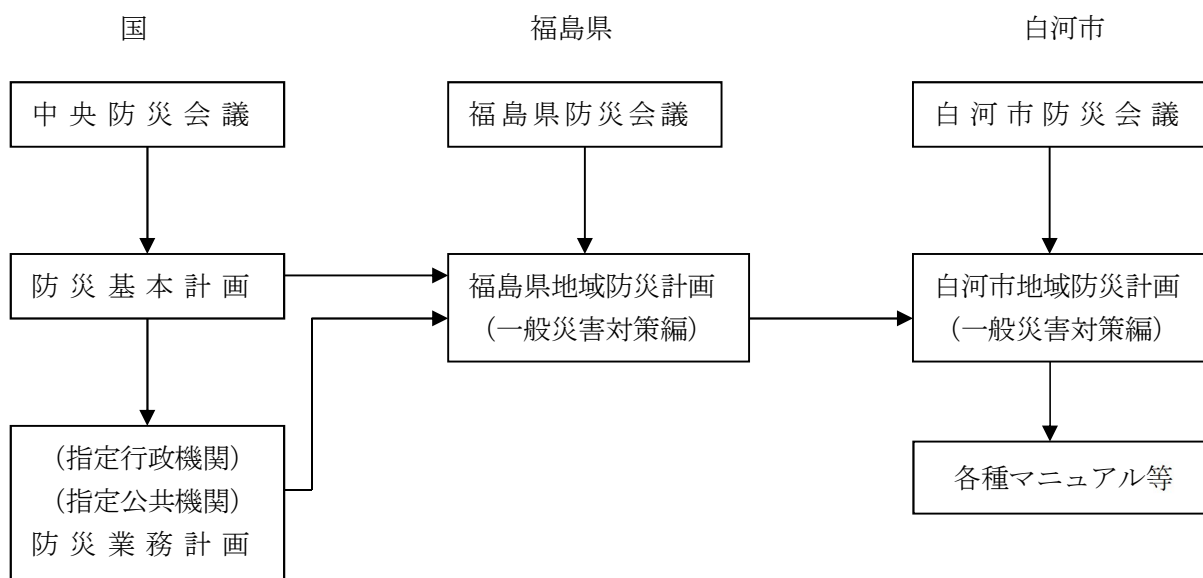 国
福島県
白河市
中央防災会議
福島県防災会議
白河市防災会議
防災基本計画
福島県地域防災計画
(一般災害対策編)
白河市地域防災計画
(一般災害対策編)
(指定行政機関)
(指定公共機関)
防災業務計画
各種マニュアル等